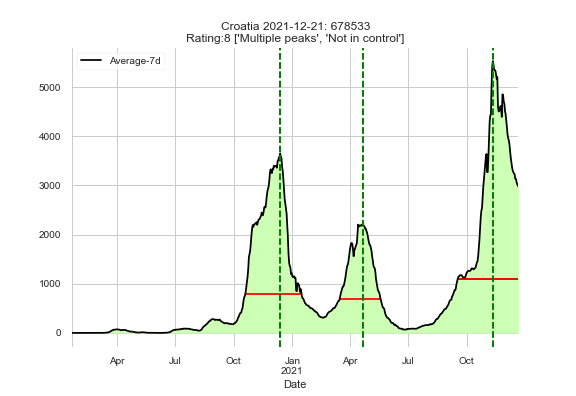 Croatia 2021-12-21: 678533
Rating:8 ['Multiple peaks', 'Not in control']
Average-7d
5000
4000
3000
2000
1000
0
Apr Jul Oct Jan Apr Jul Oct
2021
Date